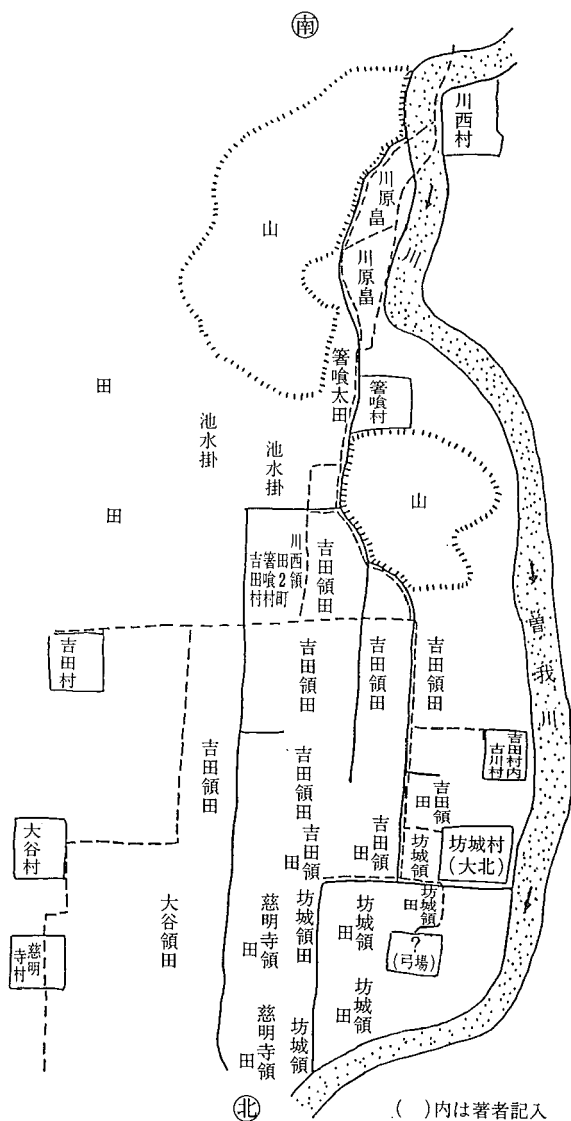 南
川西村
川原畠
川原畠
川
山
箸喰太田
箸喰村
田
池水掛
池水掛
田
山
川西領
田2町
箸喰村
吉田村
吉田領田
吉田村
吉田領田
吉田領田
吉田領田
曽我川
吉田村内
古川村
吉田領田
吉田領
田
吉田領
田
吉田領
田
吉田領
田
坊城領
坊城村
(大北)
大谷村
大谷領田
慈明寺領
田
坊城領田
坊城領
田
坊城領
田
?
(弓場)
慈明
寺村
慈明寺領
田
坊城領
坊城領
田
北
( )内は著者記入